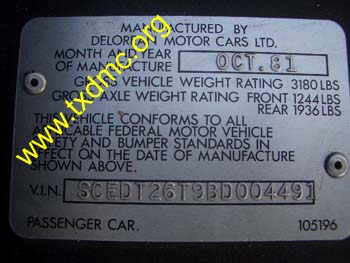 MANUFACTURED BY
DELOREAN MOTOR CARS LTD.
MONTH AND YEAR
OF MANUFACTURE OCT.81
GROSS VEHICLE WEIGHT RATING 3180 LBS
GROSS AXLE WEIGHT RATING FRONT 1244 LBS
REAR 1936 LBS
THIS VEHICLE CONFORMS TO ALL
APPLICABLE FEDERAL MOTOR VEHICLE
SAFETY AND BUMPER STANDARDS IN
EFFECT ON THE DATE OF MANUFACTURE
SHOWN ABOVE.
V.I.N. SCEDT26T9BD004491
PASSENGER CAR. 105196
www.txdmc.org